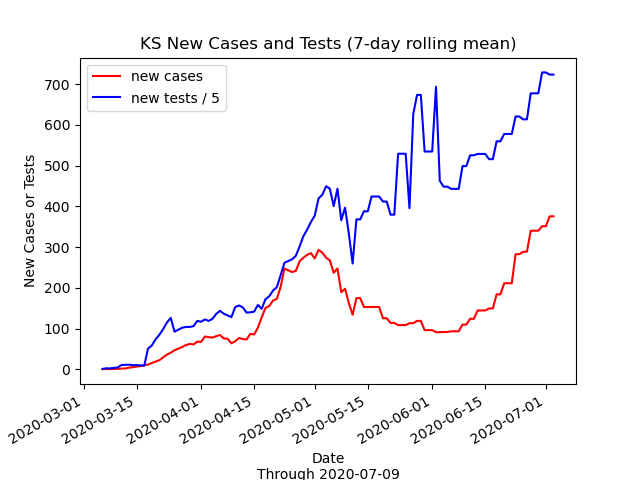 KS New Cases and Tests (7-day rolling mean)
new cases
new tests / 5
New Cases or Tests
700
600
500
400
300
200
100
0
2020-03-01
2020-03-15
2020-04-01
2020-04-15
2020-05-01
2020-05-15
2020-06-01
2020-06-15
2020-07-01
Date
Through 2020-07-09